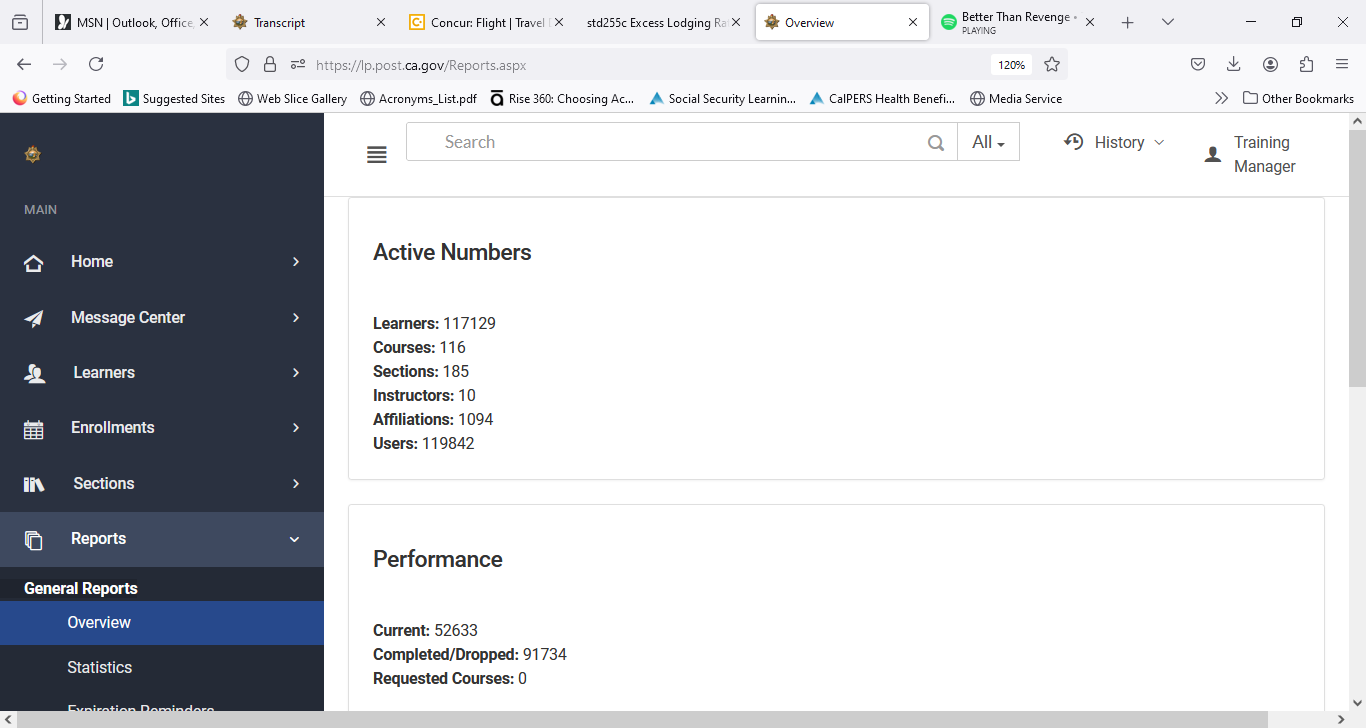 MSN | Outlook, Office,
Transcript
Concur: Flight | Travel
std255c Excess Lodging Ra
Overview
Better Than Revenge •
PLAYING
https://lp.post.ca.gov/Reports.aspx
120%
Getting Started
Suggested Sites
Web Slice Gallery
Acronyms_List.pdf
Rise 360: Choosing Ac...
Social Security Learnin...
CalPERS Health Benefi...
Media Service
Other Bookmarks
MAIN
Home
Message Center
Learners
Enrollments
Sections
Reports
General Reports
Overview
Statistics
Expiration Reminders
Search
All
History
Training
Manager
Active Numbers
Learners: 117129
Courses: 116
Sections: 185
Instructors: 10
Affiliations: 1094
Users: 119842
Performance
Current: 52633
Completed/Dropped: 91734
Requested Courses: 0